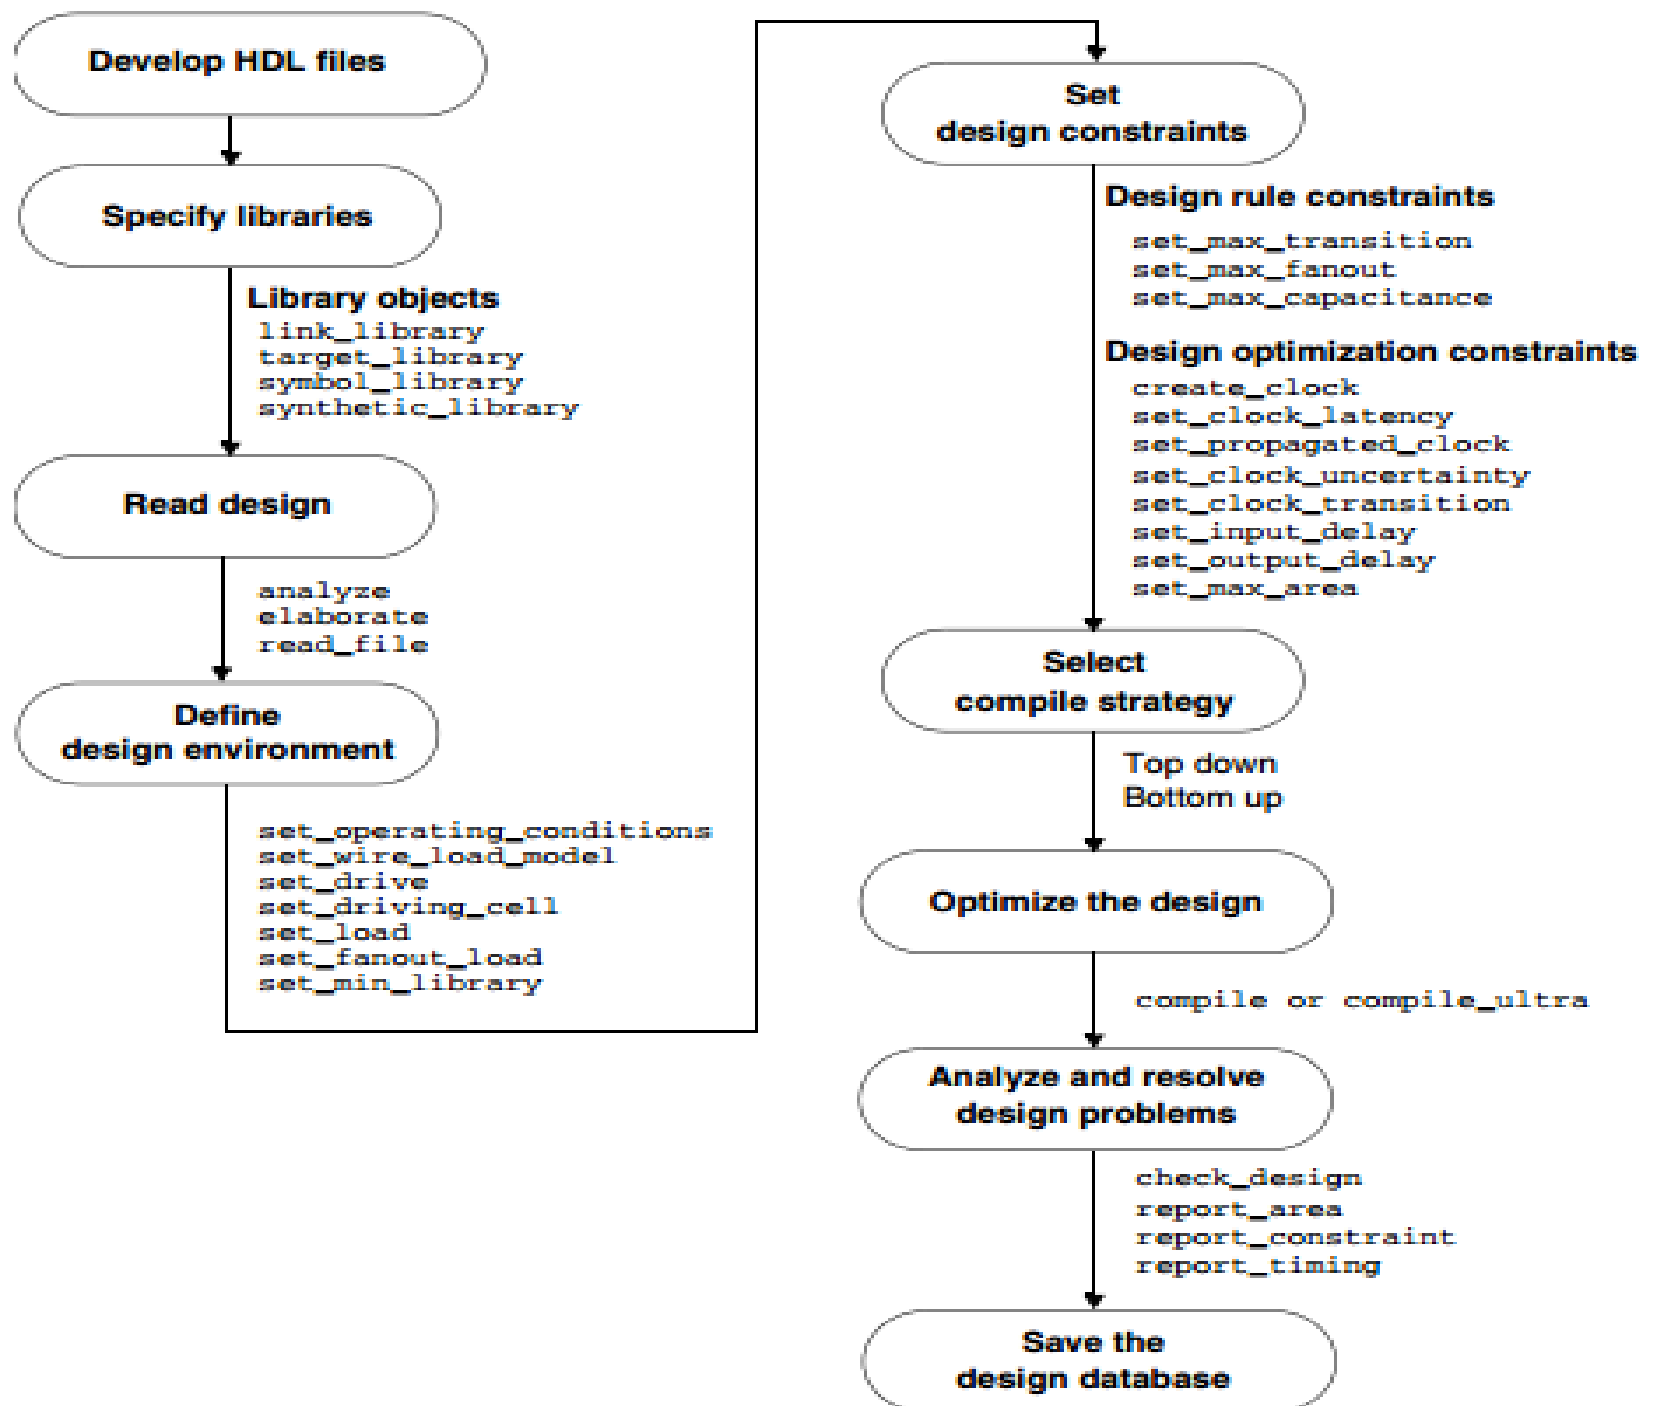 Develop HDL files
Specify libraries
Library objects
link_library
target_library
symbol_library
synthetic_library
Read design
analyze
elaborate
read_file
Define
design environment
set_operating_conditions
set_wire_load_model
set_drive
set_driving_cell
set_load
set_fanout_load
set_min_library
Set
design constraints
Design rule constraints
set_max_transition
set_max_fanout
set_max_capacitance
Design optimization constraints
create_clock
set_clock_latency
set_propagated_clock
set_clock_uncertainty
set_clock_transition
set_input_delay
set_output_delay
set_max_area
Select
compile strategy
Top down
Bottom up
Optimize the design
compile or compile_ultra
Analyze and resolve
design problems
check_design
report_area
report_constraint
report_timing
Save the
design database